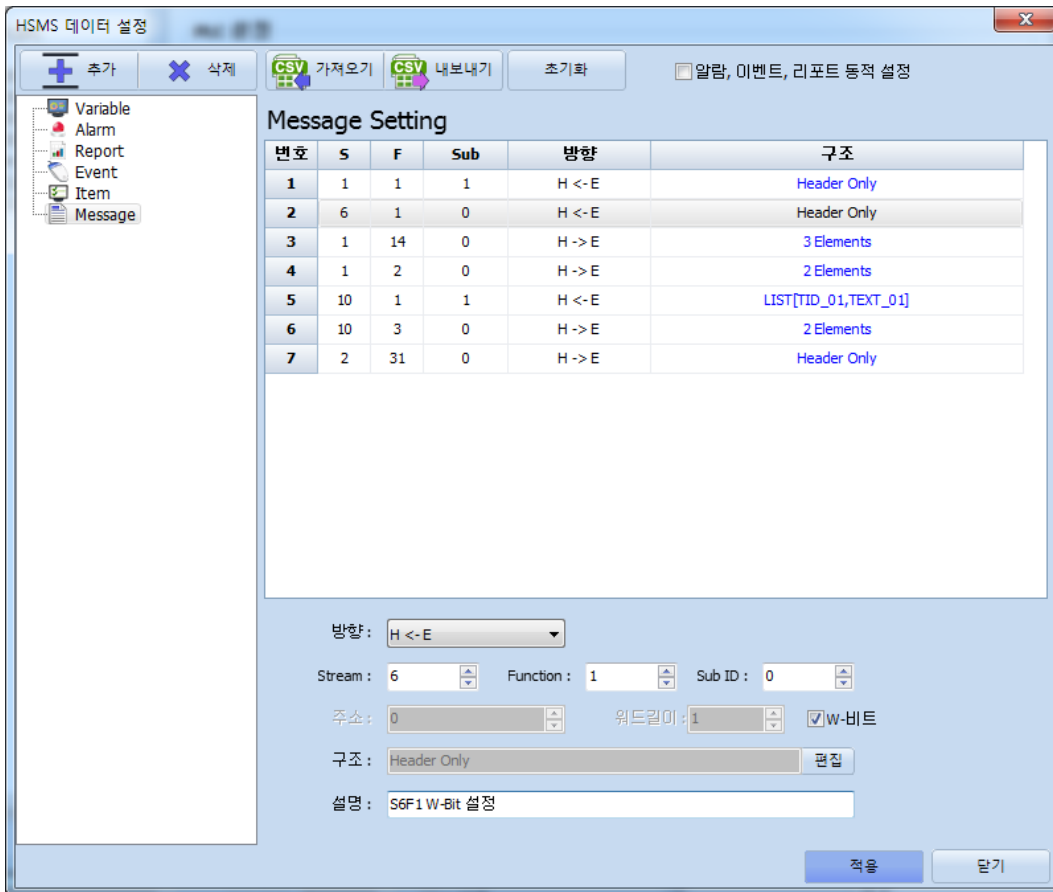 HSMS 데이터 설정
추가 삭제 CSV 가져오기 CSV 내보내기 초기화 알람, 이벤트, 리포트 동적 설정
Variable
Alarm
Report
Event
Item
Message
Message Setting
번호 S F Sub 방향 구조
1 1 1 1 H <- E Header Only
2 6 1 0 H <- E Header Only
3 1 14 0 H -> E 3 Elements
4 1 2 0 H -> E 2 Elements
5 10 1 1 H <- E LIST[TID_01,TEXT_01]
6 10 3 0 H -> E 2 Elements
7 2 31 0 H -> E Header Only
방향 : H <- E
Stream : 6 Function : 1 Sub ID : 0
주소 : 0 워드길이 : 1 W-비트
구조 : Header Only 편집
설명 : S6F1 W-Bit 설정
적용 닫기